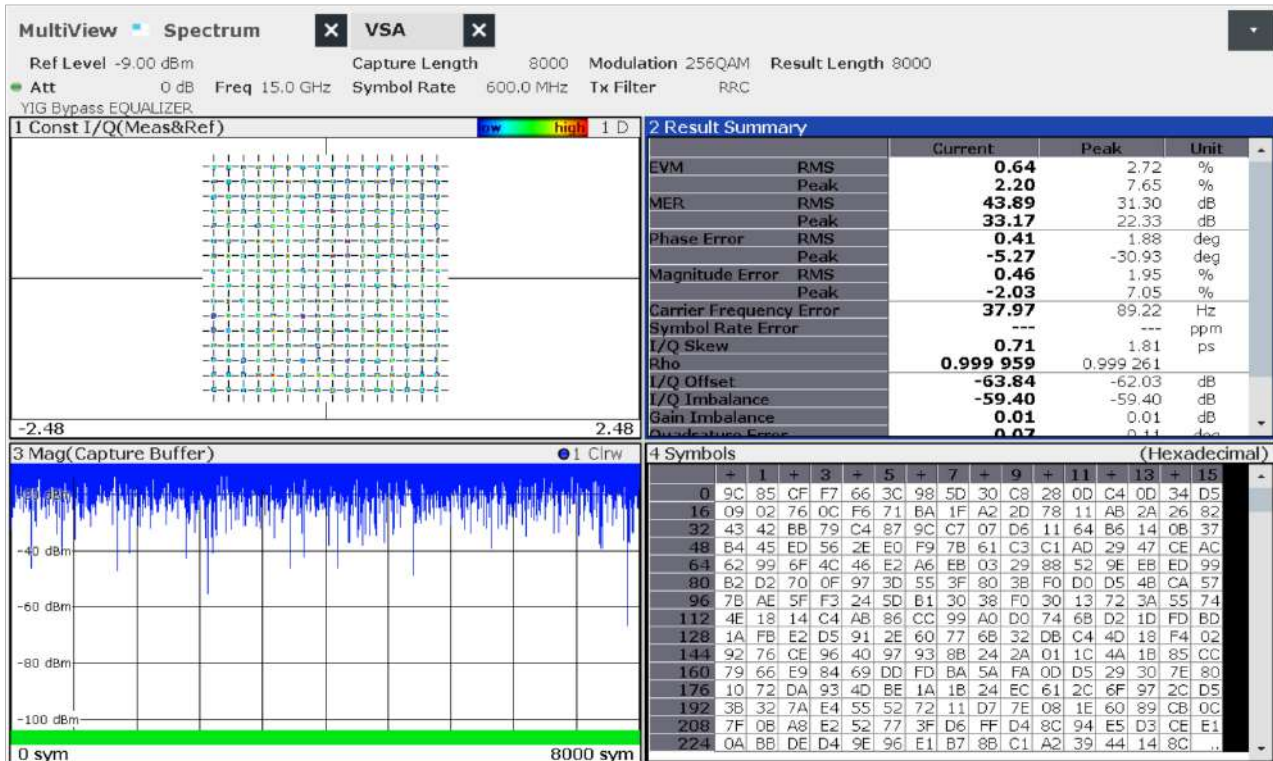 MultiView Spectrum X VSA X
Ref Level -9.00 dBm Capture Length 8000 Modulation 256QAM Result Length 8000
Att 0 dB Freq 15.0 GHz Symbol Rate 600.0 MHz Tx Filter RRC
YIG Bypass EQUALIZER
1 Const I/Q(Meas&Ref) low high 1 D
-2.48 2.48
2 Result Summary
Current Peak Unit
EVM RMS 0.64 2.72 %
Peak 2.20 7.65 %
MER RMS 43.89 31.30 dB
Peak 33.17 22.33 dB
Phase Error RMS 0.41 1.88 deg
Peak -5.27 -30.93 deg
Magnitude Error RMS 0.46 1.95 %
Peak -2.03 7.05 %
Carrier Frequency Error 37.97 89.22 Hz
Symbol Rate Error --- --- ppm
I/Q Skew 0.71 1.81 ps
Rho 0.999 959 0.999 261
I/Q Offset -63.84 -62.03 dB
I/Q Imbalance -59.40 -59.40 dB
Gain Imbalance 0.01 0.01 dB
Quadrature Error 0.07 0.11 deg
3 Mag(Capture Buffer) 1 Clrw
-40 dBm
-60 dBm
-80 dBm
-100 dBm
0 sym 8000 sym
4 Symbols (Hexadecimal)
+ 1 + 3 + 5 + 7 + 9 + 11 + 13 + 15
0 9C 85 CF F7 66 3C 98 5D 30 C8 28 0D C4 0D 34 D5
16 09 02 76 0C F6 71 BA 1F A2 2D 78 11 AB 2A 26 82
32 43 42 BB 79 C4 87 9C C7 07 D6 11 64 B6 14 0B 37
48 B4 45 ED 56 2E E0 F9 7B 61 C3 C1 AD 29 47 CE AC
64 62 99 6F 4C 46 E2 A6 EB 03 29 88 52 9E EB ED 99
80 B2 D2 70 0F 97 3D 55 3F 80 3B F0 D0 D5 4B CA 57
96 7B AE 5F F3 24 5D B1 30 38 F0 30 13 72 3A 55 74
112 4E 18 14 C4 AB 86 CC 99 A0 D0 74 6B D2 1D FD BD
128 1A FB E2 D5 91 2E 60 77 6B 32 DB C4 4D 18 F4 02
144 92 76 CE 96 40 97 93 8B 24 2A 01 1C 4A 1B 85 CC
160 79 66 E9 84 69 DD FD BA 5A FA 0D D5 29 30 7E 80
176 10 72 DA 93 4D BE 1A 1B 24 EC 61 2C 6F 97 2C D5
192 3B 32 7A E4 55 52 72 11 D7 7E 08 1E 60 89 CB 0C
208 7F 0B A8 E2 52 77 3F D6 FF D4 8C 94 E5 D3 CE E1
224 0A BB DE D4 9E 96 E1 B7 8B C1 A2 39 44 14 8C ..